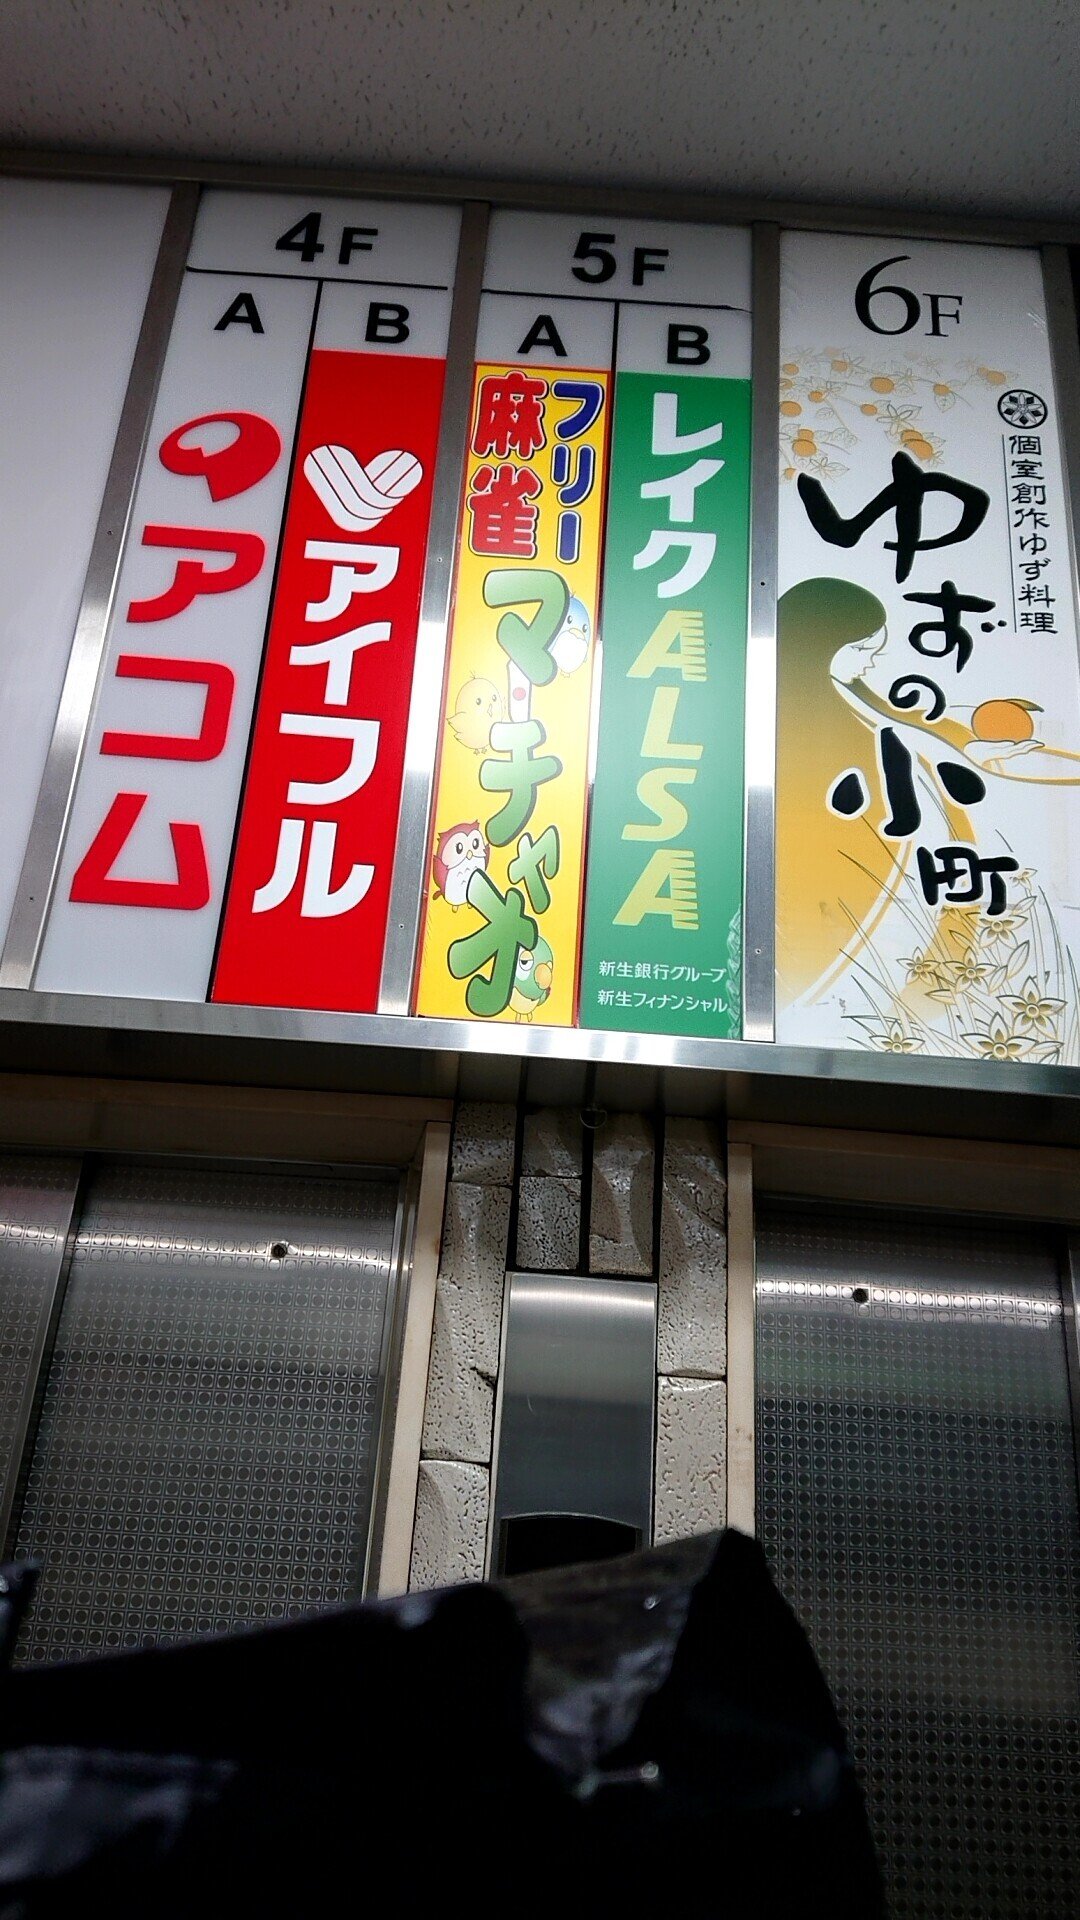 4F
A
アコム
B
アイフル
5F
A
フリー
麻雀
マーチャオ
B
レイク
ALSA
新生銀行グループ
新生フィナンシャル
6F
個室創作ゆず料理
ゆずの小町